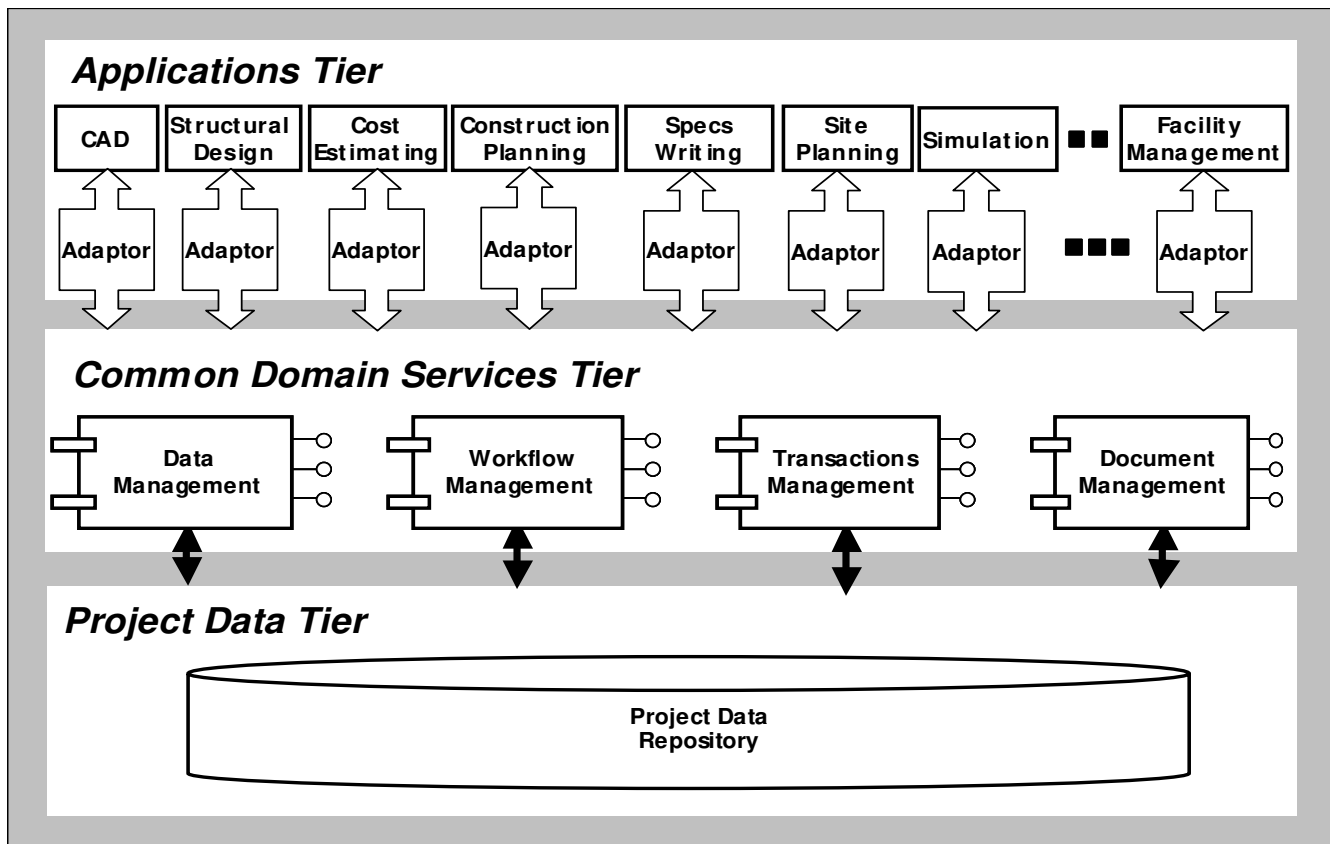 Applications Tier
CAD
Structural
Design
Cost
Estimating
Construction
Planning
Specs
Writing
Site
Planning
Simulation
Facility
Management
Adaptor
Adaptor
Adaptor
Adaptor
Adaptor
Adaptor
Adaptor
Adaptor
Common Domain Services Tier
Data
Management
Workflow
Management
Transactions
Management
Document
Management
Project Data Tier
Project Data
Repository